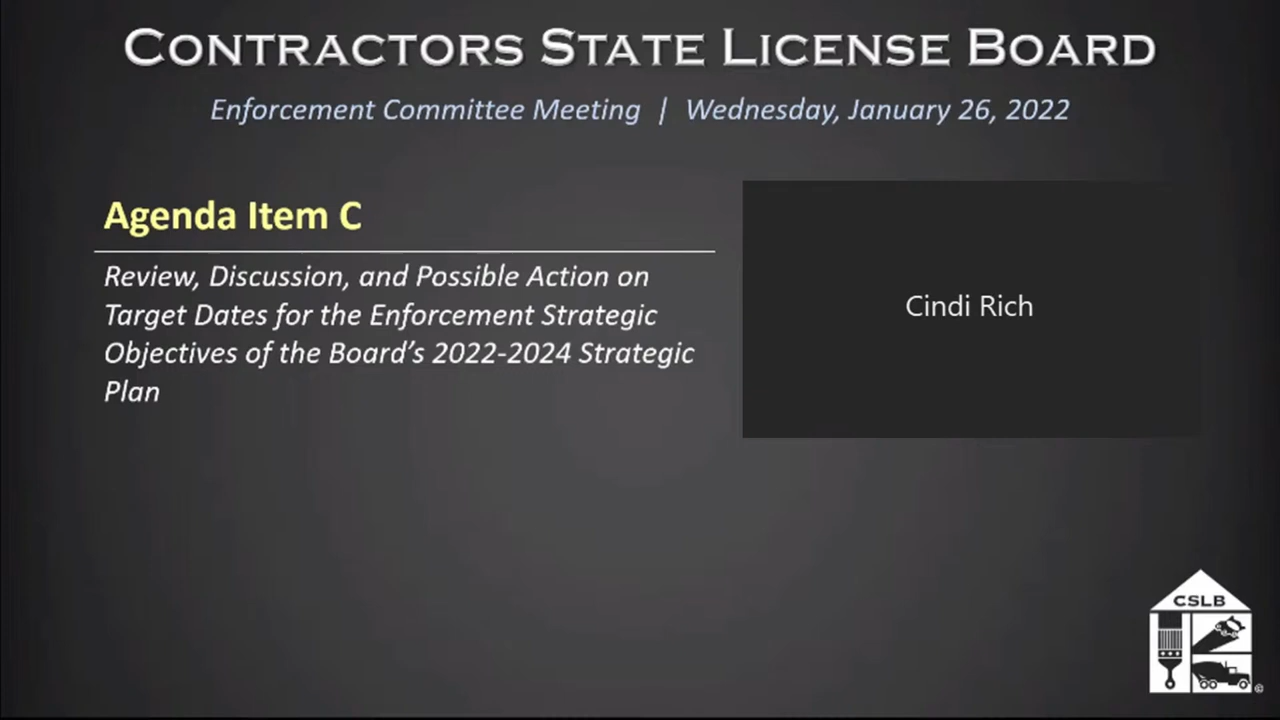 CONTRACTORS STATE LICENSE BOARD
Enforcement Committee Meeting | Wednesday, January 26, 2022
Agenda Item C
Review, Discussion, and Possible Action on
Target Dates for the Enforcement Strategic
Objectives of the Board’s 2022-2024 Strategic
Plan
Cindi Rich
CSLB
©